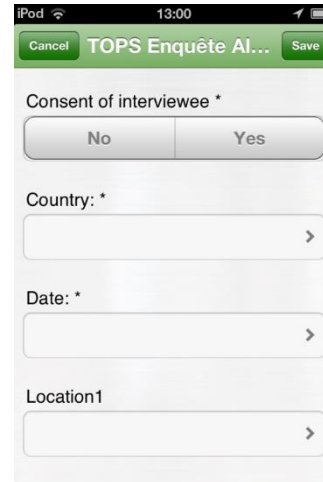 iPod 13:00
Cancel TOPS Enquête Al... Save
Consent of interviewee *
No Yes
Country: *
Date: *
Location1